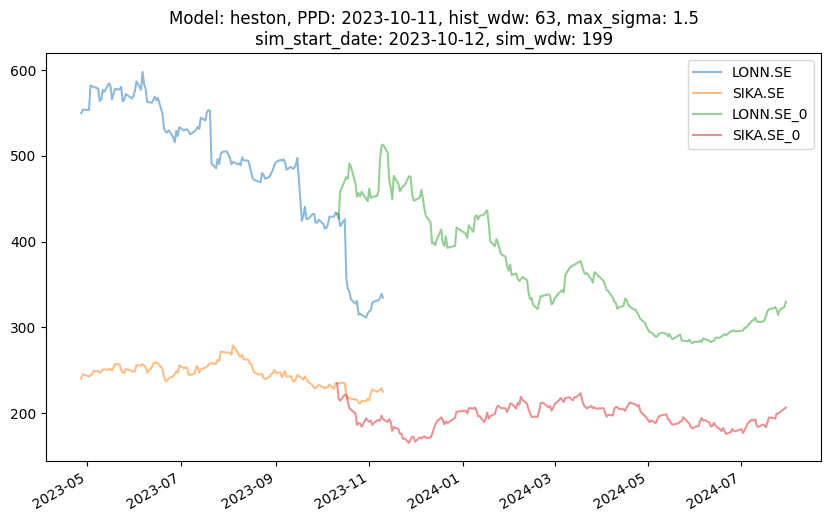 Model: heston, PPD: 2023-10-11, hist_wdw: 63, max_sigma: 1.5
sim_start_date: 2023-10-12, sim_wdw: 199
LONN.SE
SIKA.SE
LONN.SE_0
SIKA.SE_0
600
500
400
300
200
2023-05
2023-07
2023-09
2023-11
2024-01
2024-03
2024-05
2024-07